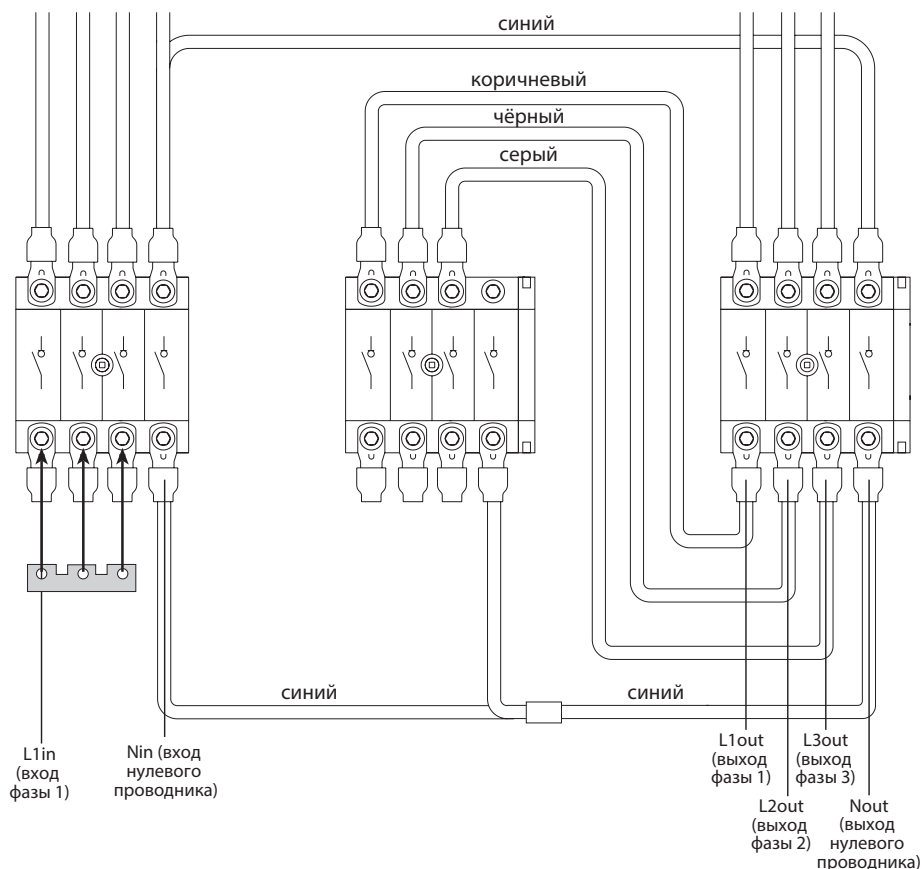 синий
коричневый
чёрный
серый
синий
синий
L1in
(вход
фазы 1)
Nin (вход
нулевого
проводника)
L1out
(выход
фазы 1)
L3out
(выход
фазы 3)
L2out
(выход
фазы 2)
Nout
(выход
нулевого
проводника)